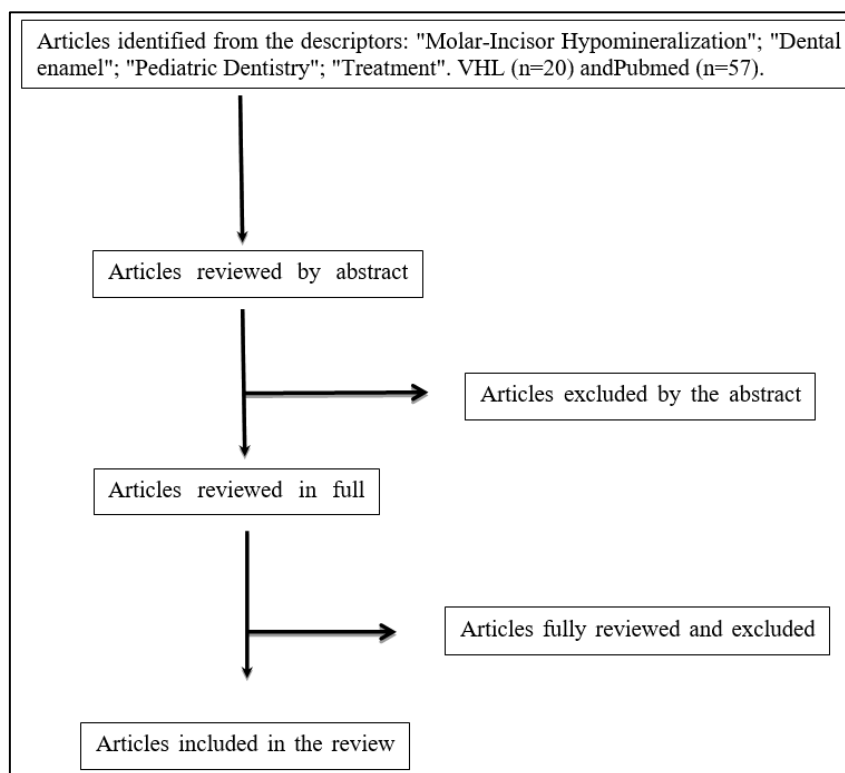 Articles identified from the descriptors: "Molar-Incisor Hypomineralization"; "Dental
enamel"; "Pediatric Dentistry"; "Treatment". VHL (n=20) andPubmed (n=57).
Articles reviewed by abstract
Articles excluded by the abstract
Articles reviewed in full
Articles fully reviewed and excluded
Articles included in the review